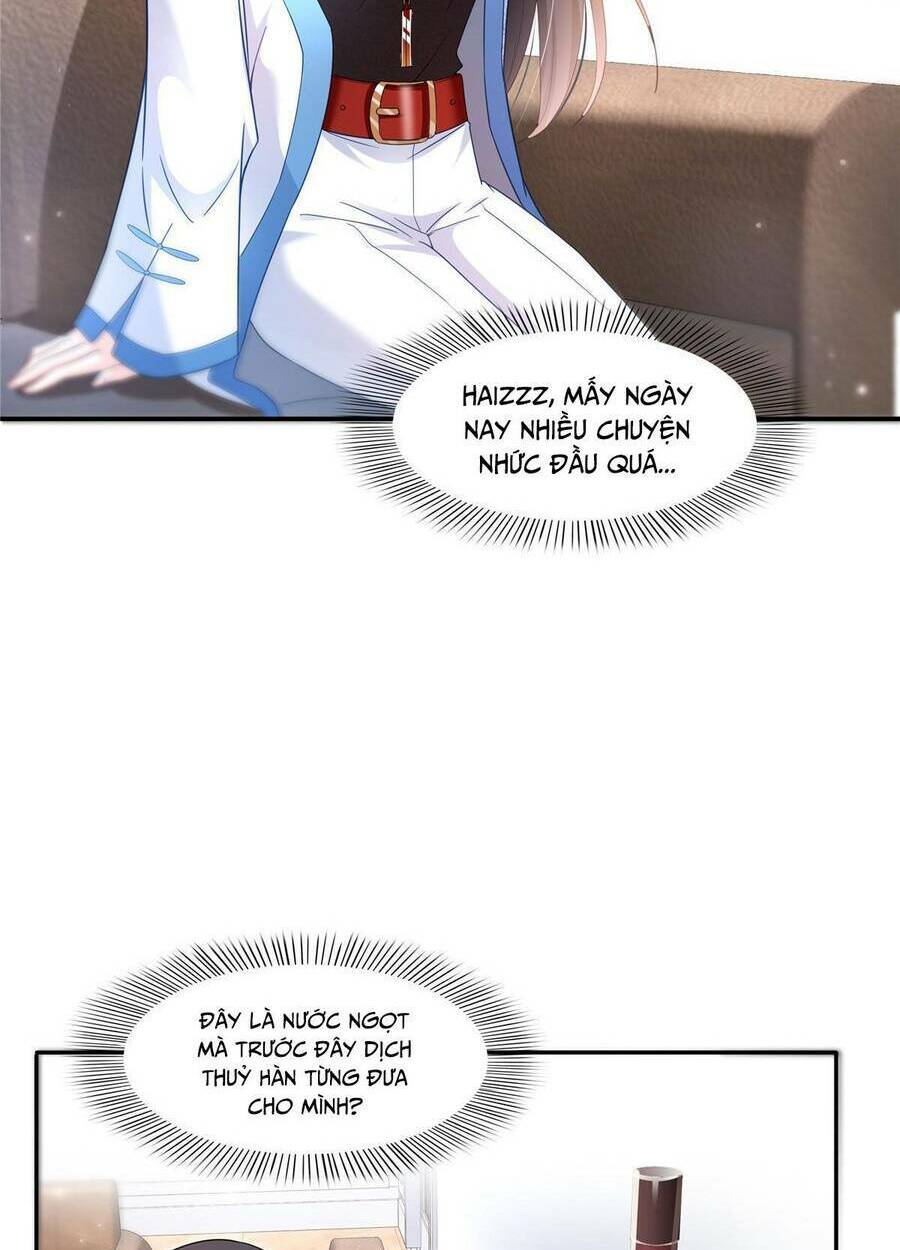 HAIZZZ, MẤY NGÀY
NAY NHIỀU CHUYỆN
NHỨC ĐẦU QUÁ...
ĐÂY LÀ NƯỚC NGỌT
MÀ TRƯỚC ĐÂY DỊCH
THUỶ HÀN TỪNG ĐƯA
CHO MÌNH?